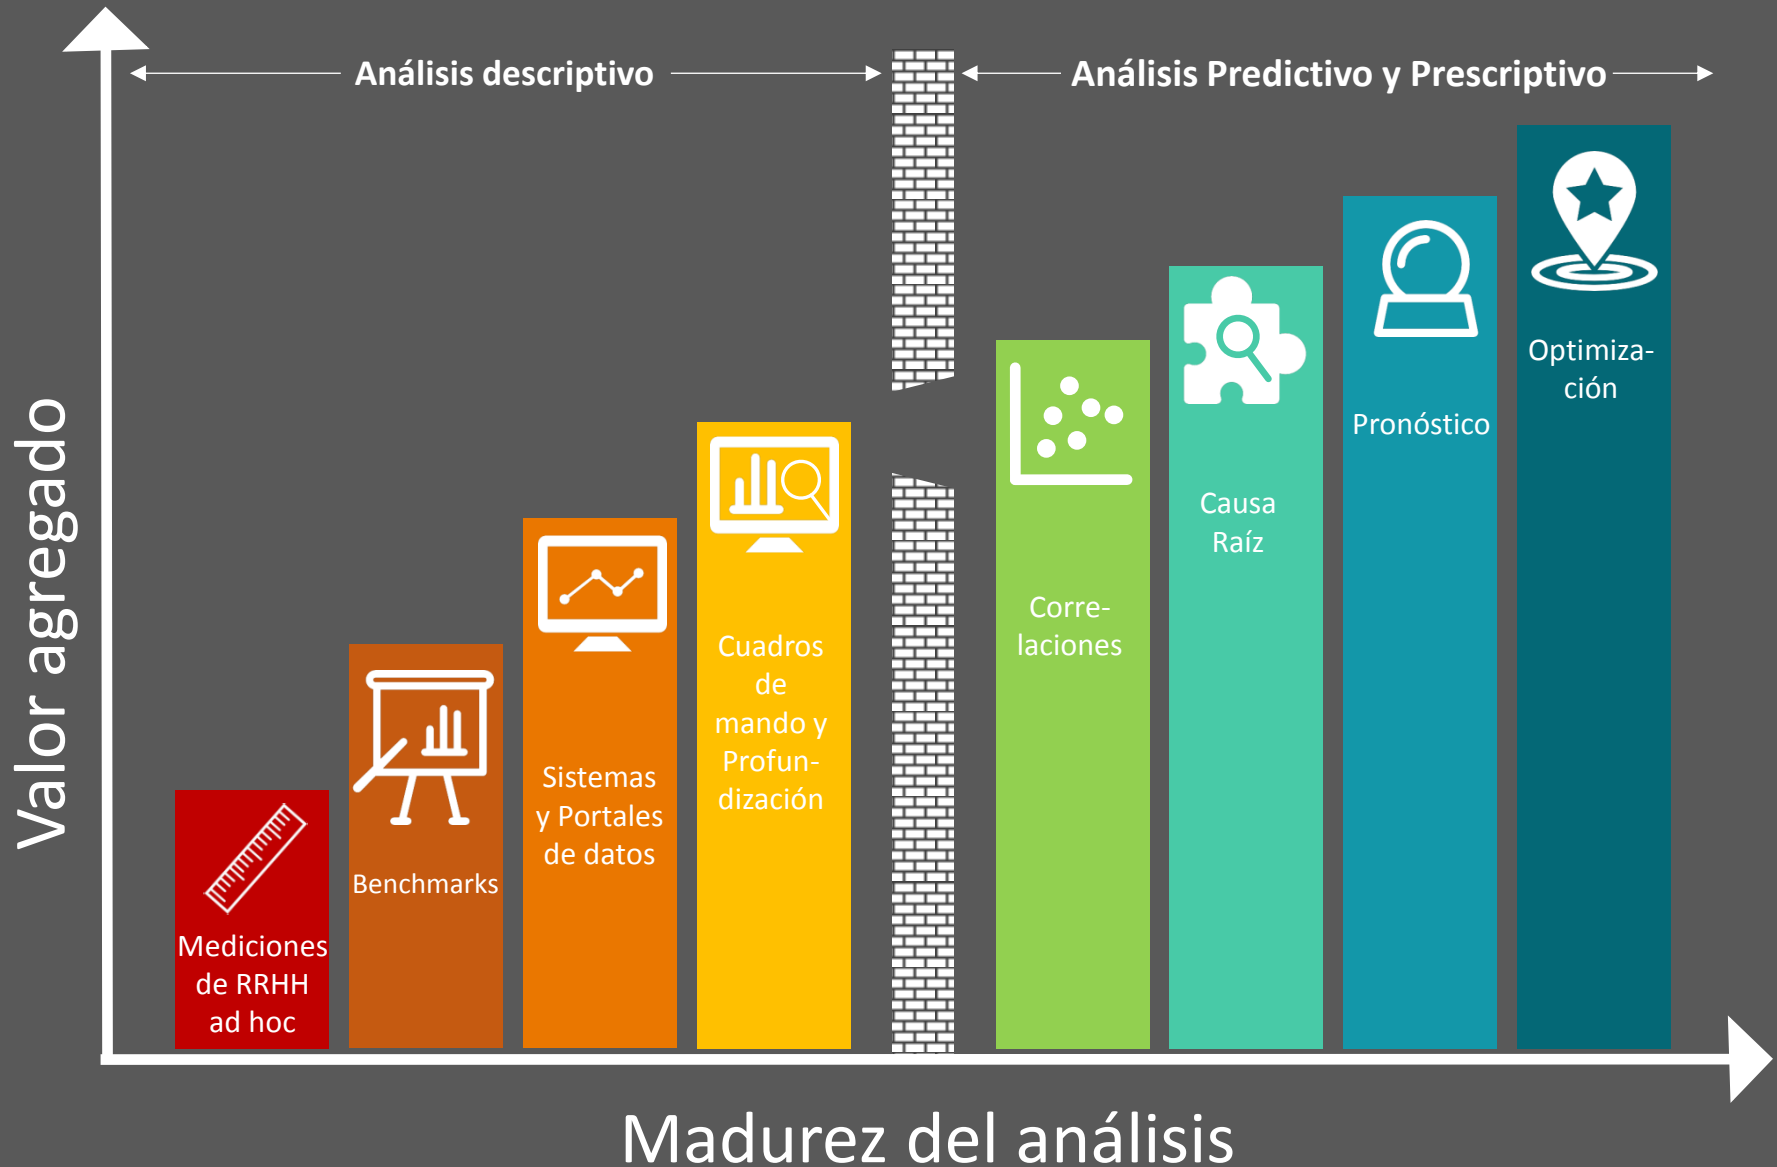 Análisis descriptivo
Análisis Predictivo y Prescriptivo
Valor agregado
Mediciones
de RRHH
ad hoc
Benchmarks
Sistemas
y Portales
de datos
Cuadros
de
mando y
Profun-
dización
Corre-
laciones
Causa
Raíz
Pronóstico
Optimiza-
ción
Madurez del análisis